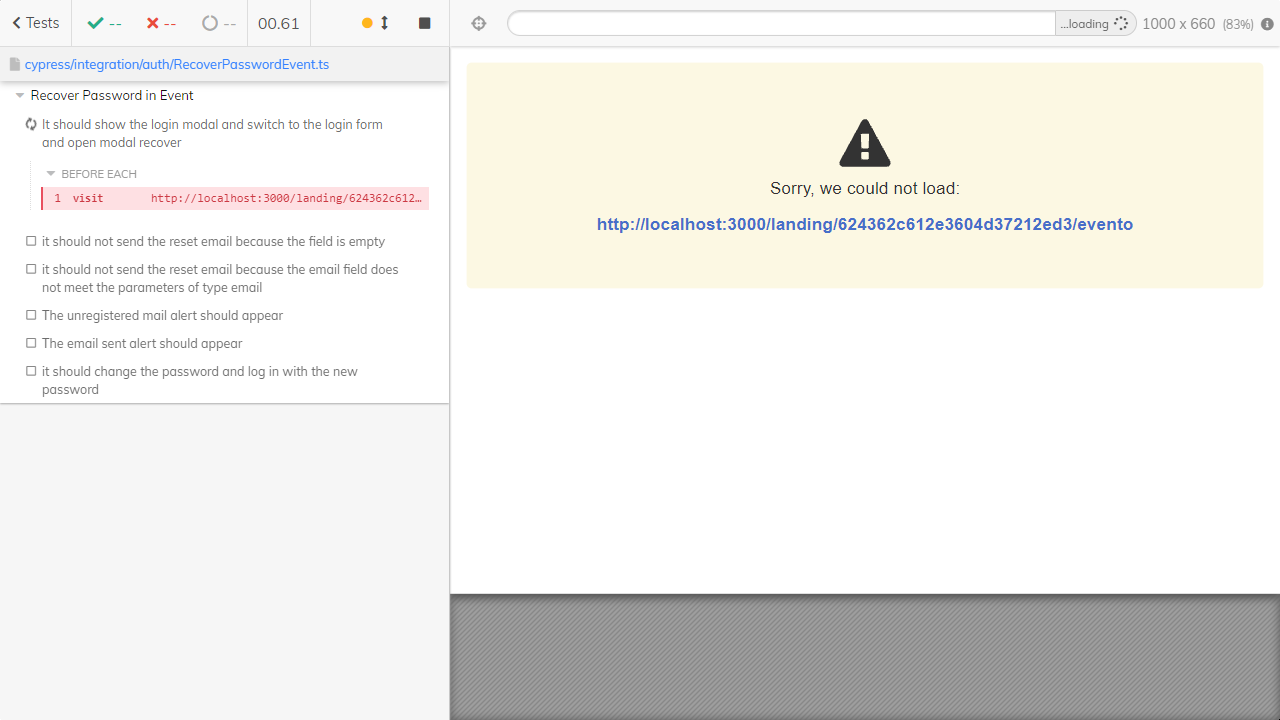 Tests -- -- -- 00.61 ...loading 1000 x 660 (83%)
cypress/integration/auth/RecoverPasswordEvent.ts
Recover Password in Event
It should show the login modal and switch to the login form
and open modal recover
BEFORE EACH
1 visit http://localhost:3000/landing/624362c612…
it should not send the reset email because the field is empty
it should not send the reset email because the email field does
not meet the parameters of type email
The unregistered mail alert should appear
The email sent alert should appear
it should change the password and log in with the new
password
Sorry, we could not load:
http://localhost:3000/landing/624362c612e3604d37212ed3/evento